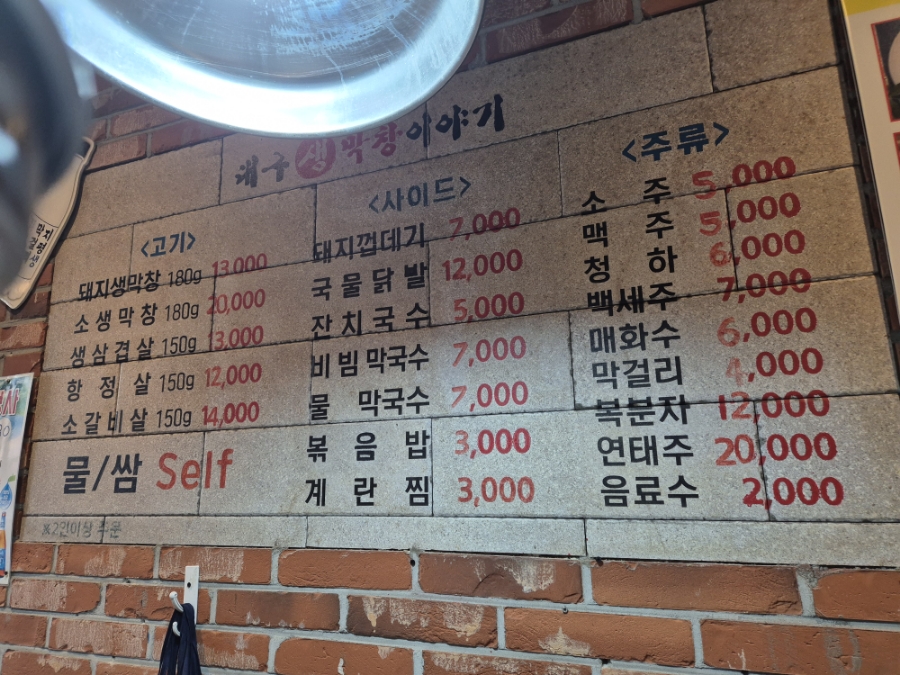 대구 생막창이야기
<고기>
돼지생막창 180g 13,000
소생막창 180g 20,000
생삼겹살 150g 13,000
항정살 150g 12,000
소갈비살 150g 14,000
물/쌈 Self
※2인이상 주문
<사이드>
돼지껍데기 7,000
국물닭발 12,000
잔치국수 5,000
비빔막국수 7,000
물 막국수 7,000
볶음밥 3,000
계란찜 3,000
<주류>
소주 5,000
맥주 5,000
청하 6,000
백세주 7,000
매화수 6,000
막걸리 4,000
복분자 12,000
연태주 20,000
음료수 2,000